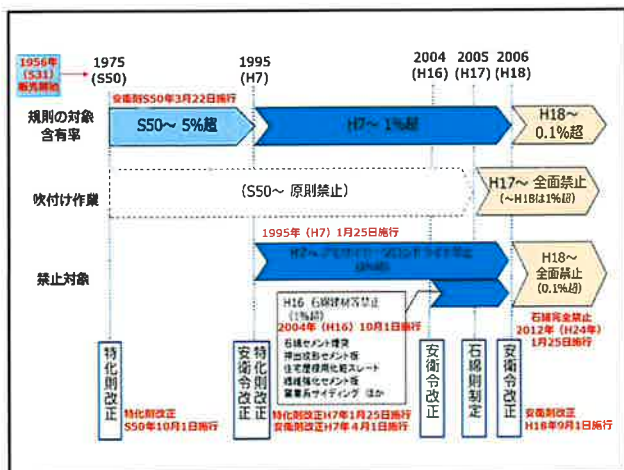 1956年
(S31)
1975
(S50)
1995
(H7)
2004
(H16)
2005
(H17)
2006
(H18)
安衛則S50年3月22日施行
規則の対象
含有率
S50～ 5%超
H7～ 1%超
H18～
0.1%超
吹付け作業
(S50～ 原則禁止)
H17～ 全面禁止
(～H18は1%超)
1995年（H7）1月25日施行
禁止対象
H18～
全面禁止
(0.1%超)
H16 石綿建材等禁止
(1%超)
2004年（H16）10月1日施行
石綿セメント煙突
押出成形セメント板
住宅屋根用化粧スレート
繊維強化セメント板
窯業系サイディング ほか
石綿完全禁止
2012年（H24年）
1月25日施行
特化則改正
特化則改正
安衛令改正
安衛令改正
石綿則制定
安衛令改正
特化則改正
S50年10月1日施行
特化則改正H7年1月25日施行
安衛則改正H7年4月1日施行
安衛則改正
H18年9月1日施行